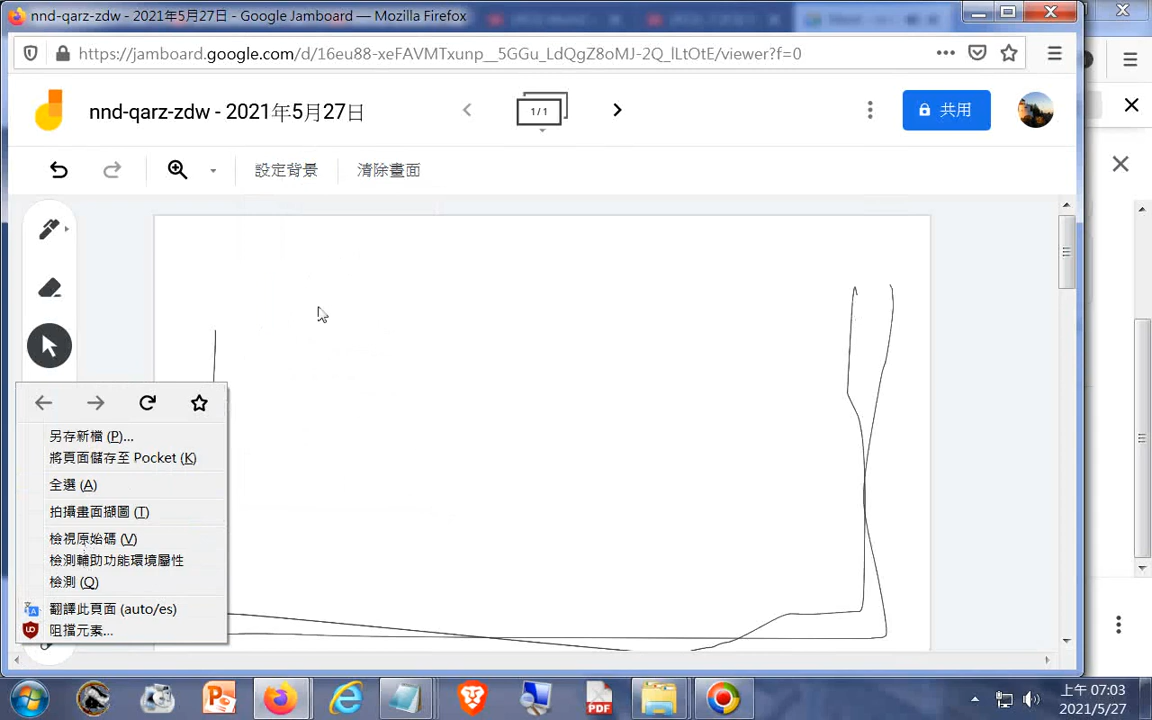 nnd-qarz-zdw - 2021年5月27日 - Google Jamboard — Mozilla Firefox
https://jamboard.google.com/d/16eu88-xeFAVMTxunp__5GGu_LdQgZ8oMJ-2Q_lLtOtE/viewer?f=0
nnd-qarz-zdw - 2021年5月27日
1/1
共用
設定背景
清除畫面
另存新檔 (P)...
將頁面儲存至 Pocket (K)
全選 (A)
拍攝畫面擷圖 (T)
檢視原始碼 (V)
檢測輔助功能環境屬性
檢測 (Q)
翻譯此頁面 (auto/es)
阻擋元素...
PDF
上午 07:03
2021/5/27